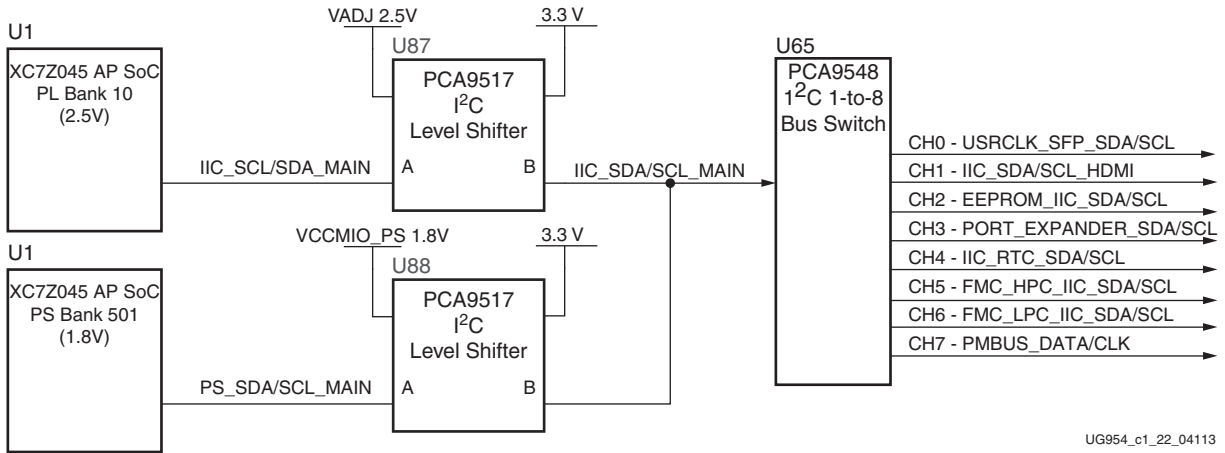 U1
XC7Z045 AP SoC
PL Bank 10
(2.5V)
VADJ 2.5V
3.3 V
U87
PCA9517
I2C
Level Shifter
A
B
IIC_SCL/SDA_MAIN
IIC_SDA/SCL_MAIN
U1
XC7Z045 AP SoC
PS Bank 501
(1.8V)
VCCMIO_PS 1.8V
3.3 V
U88
PCA9517
I2C
Level Shifter
A
B
PS_SDA/SCL_MAIN
U65
PCA9548
12C 1-to-8
Bus Switch
CH0 - USRCLK_SFP_SDA/SCL
CH1 - IIC_SDA/SCL_HDMI
CH2 - EEPROM_IIC_SDA/SCL
CH3 - PORT_EXPANDER_SDA/SCL
CH4 - IIC_RTC_SDA/SCL
CH5 - FMC_HPC_IIC_SDA/SCL
CH6 - FMC_LPC_IIC_SDA/SCL
CH7 - PMBUS_DATA/CLK
UG954_c1_22_04113